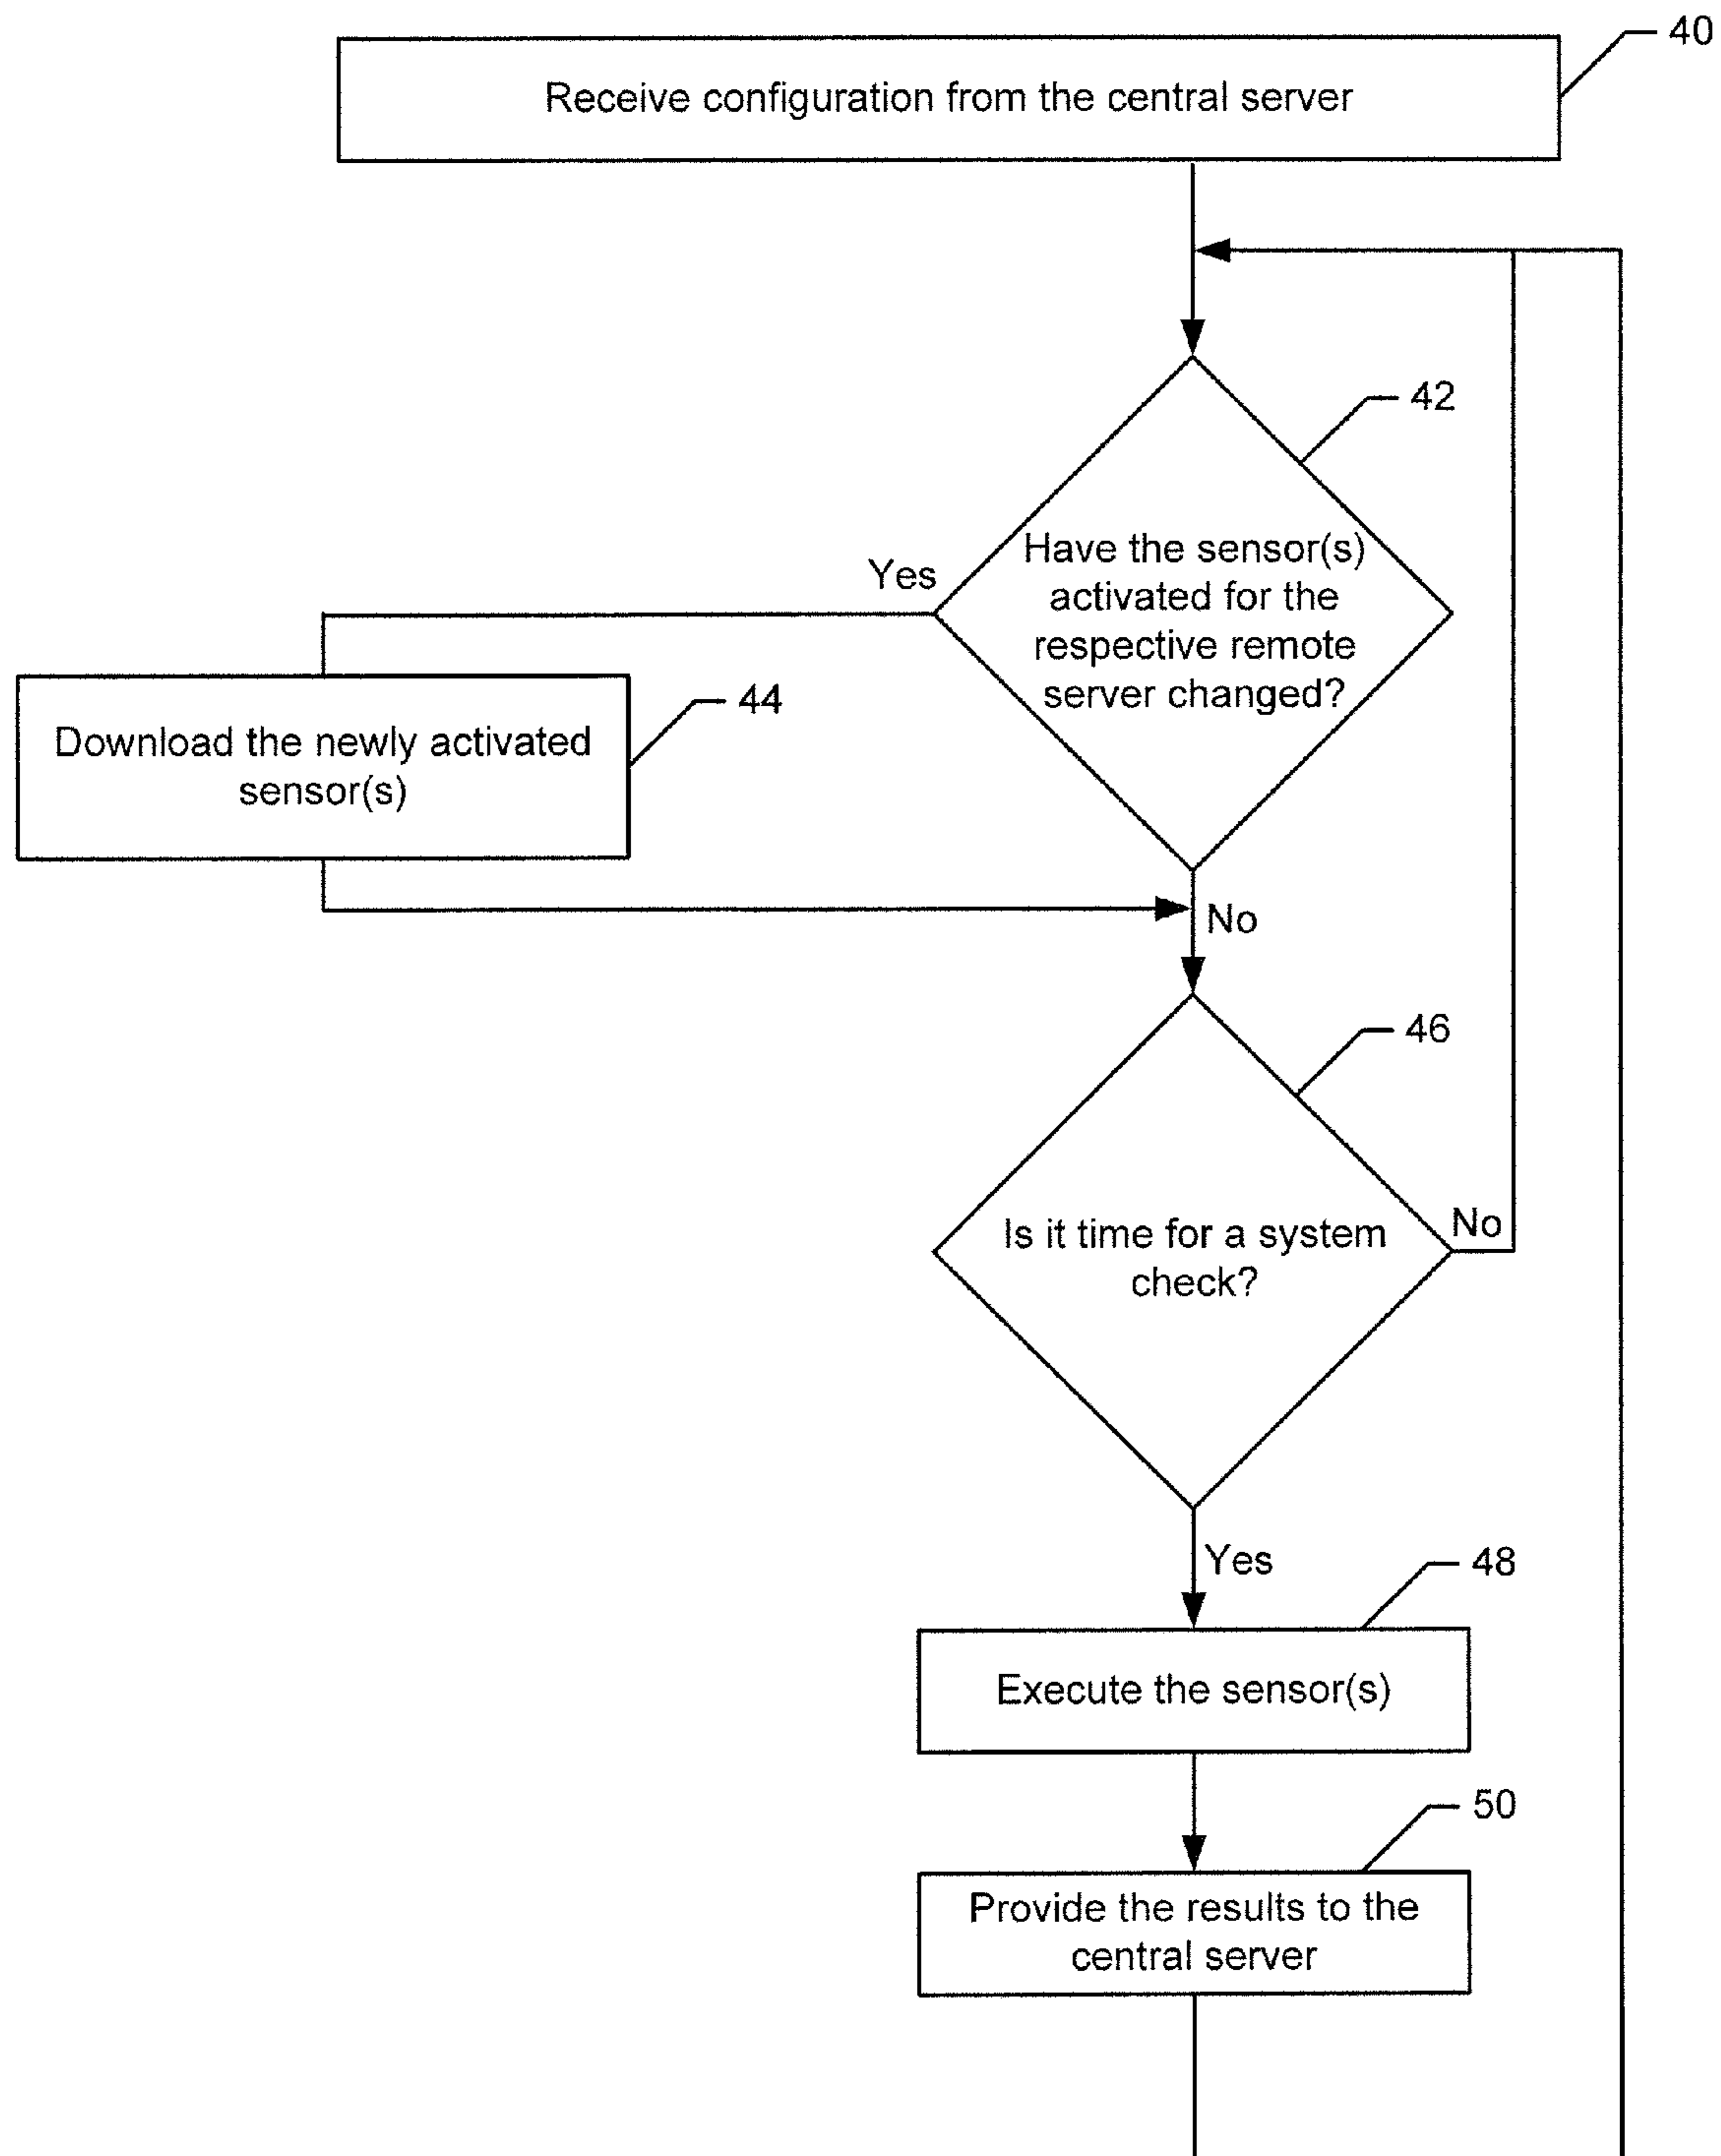 40
Receive configuration from the central server
42
Have the sensor(s)
activated for the
respective remote
server changed?
Yes
44
Download the newly activated
sensor(s)
No
46
Is it time for a system
check?
No
Yes
48
Execute the sensor(s)
50
Provide the results to the
central server